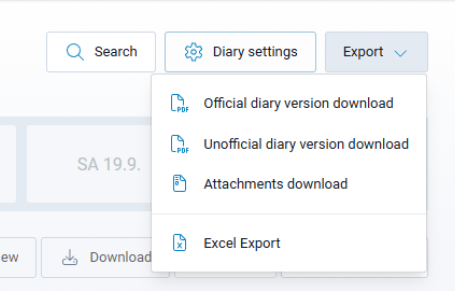 Search
Diary settings
Export
PDF
Official diary version download
PDF
Unofficial diary version download
Attachments download
SA 19.9.
Excel Export
ew
Download